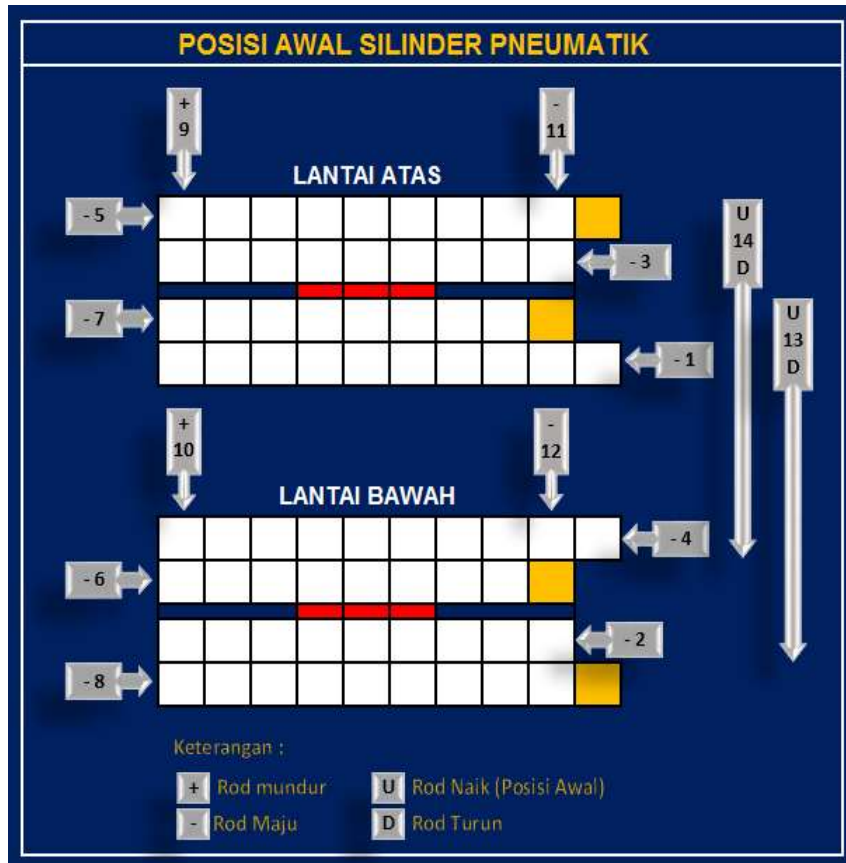 POSISI AWAL SILINDER PNEUMATIK
+
9
-
11
LANTAI ATAS
- 5
- 3
- 7
- 1
U
14
D
U
13
D
+
10
-
12
LANTAI BAWAH
- 4
- 6
- 2
- 8
Keterangan :
+ Rod mundur
U Rod Naik (Posisi Awal)
- Rod Maju
D Rod Turun